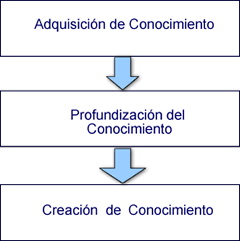 Adquisición de Conocimiento
Profundización del
Conocimiento
Creación de Conocimiento